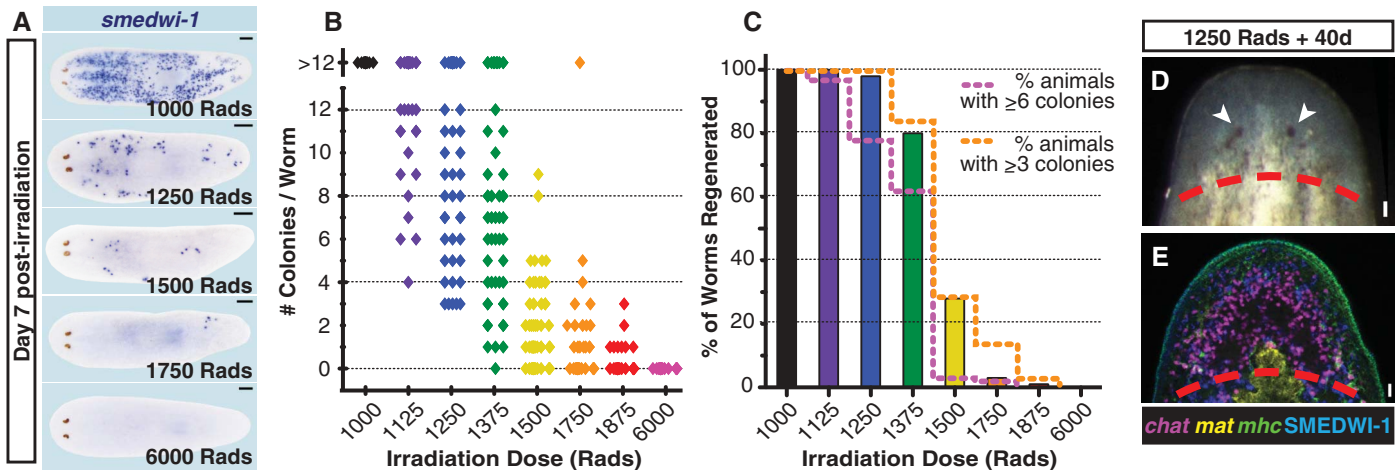 A
smedwi-1
Day 7 post-irradiation
1000 Rads
1250 Rads
1500 Rads
1750 Rads
6000 Rads
B
# Colonies / Worm
>12
12
10
8
6
4
2
0
1000
1125
1250
1375
1500
1750
1875
6000
Irradiation Dose (Rads)
C
% of Worms Regenerated
100
80
60
40
20
0
% animals
with ≥6 colonies
% animals
with ≥3 colonies
1000
1125
1250
1375
1500
1750
1875
6000
Irradiation Dose (Rads)
1250 Rads + 40d
D
E
chat mat mhc SMEDWI-1